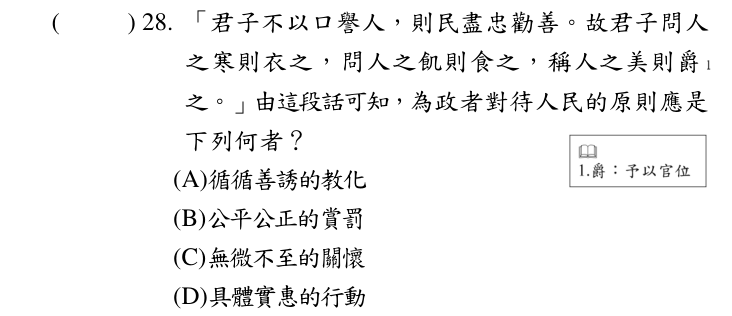 (　　) 28. 「君子不以口譽人，則民盡忠勸善。故君子問人
之寒則衣之，問人之飢則食之，稱人之美則爵1
之。」由這段話可知，為政者對待人民的原則應是
下列何者？
1.爵：予以官位
(A)循循善誘的教化
(B)公平公正的賞罰
(C)無微不至的關懷
(D)具體實惠的行動